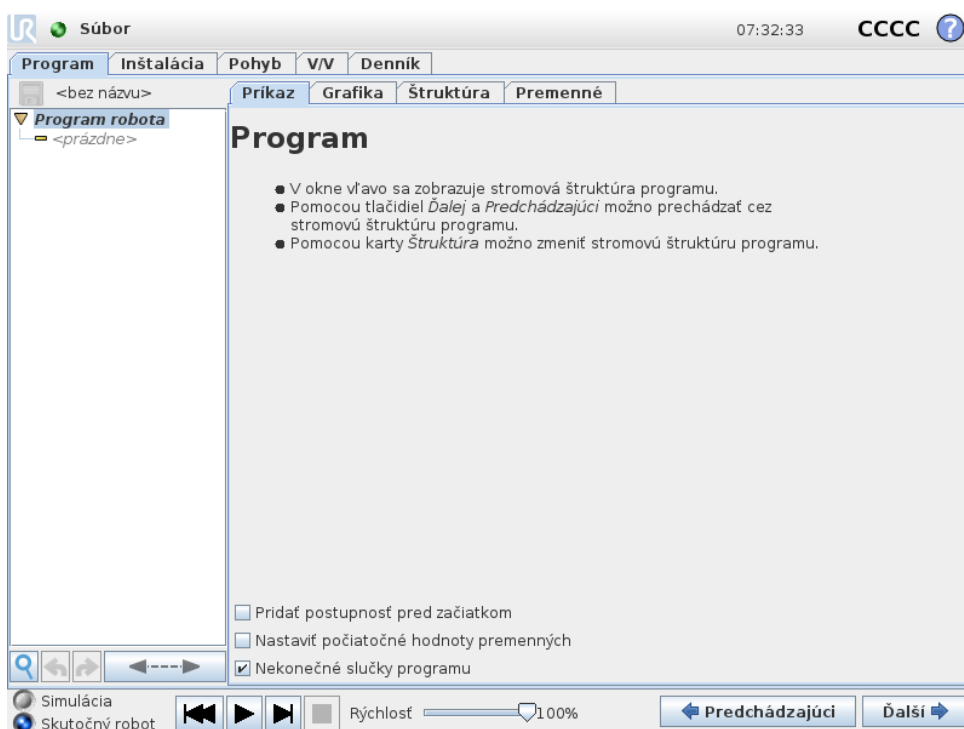 UR Súbor 07:32:33 CCCC ?
Program Inštalácia Pohyb V/V Denník
<bez názvu> Príkaz Grafika Štruktúra Premenné
Program robota
<prázdne>
Program
V okne vľavo sa zobrazuje stromová štruktúra programu.
Pomocou tlačidiel Ďalej a Predchádzajúci možno prechádzať cez
stromovú štruktúru programu.
Pomocou karty Štruktúra možno zmeniť stromovú štruktúru programu.
Pridať postupnosť pred začiatkom
Nastaviť počiatočné hodnoty premenných
Nekonečné slučky programu
Simulácia
Skutočný robot
Rýchlosť 100% Predchádzajúci Ďalší